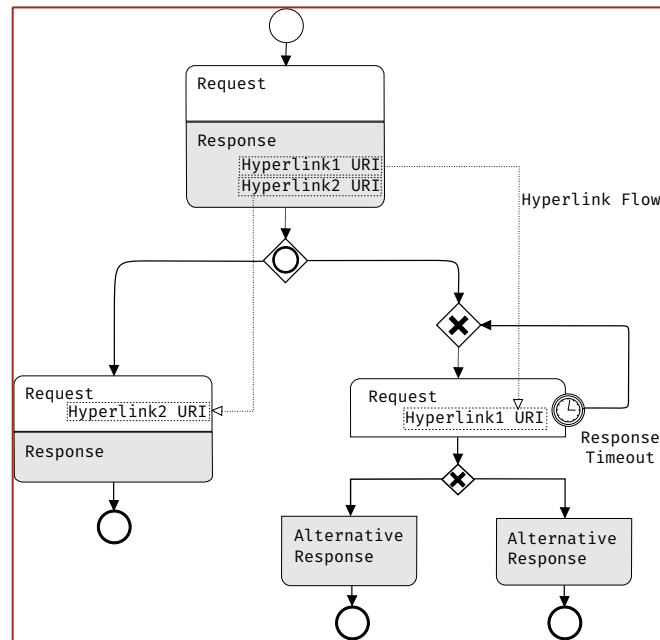 Request
Response
Hyperlink1 URI
Hyperlink2 URI
Hyperlink Flow
Request
Hyperlink2 URI
Response
Request
Hyperlink1 URI
Response
Timeout
Alternative
Response
Alternative
Response